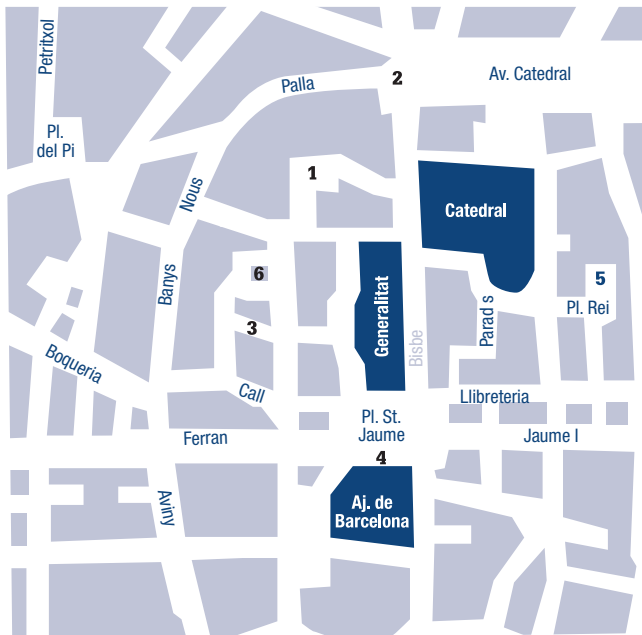 Petritxol
Palla
2
Av. Catedral
Pl.
del Pi
1
Nous
Catedral
6
5
Banys
Generalitat
Parad s
Pl. Rei
3
Bisbe
Boqueria
Call
Llibreteria
Pl. St.
Jaume
Ferran
Jaume I
4
Aviny
Aj. de
Barcelona